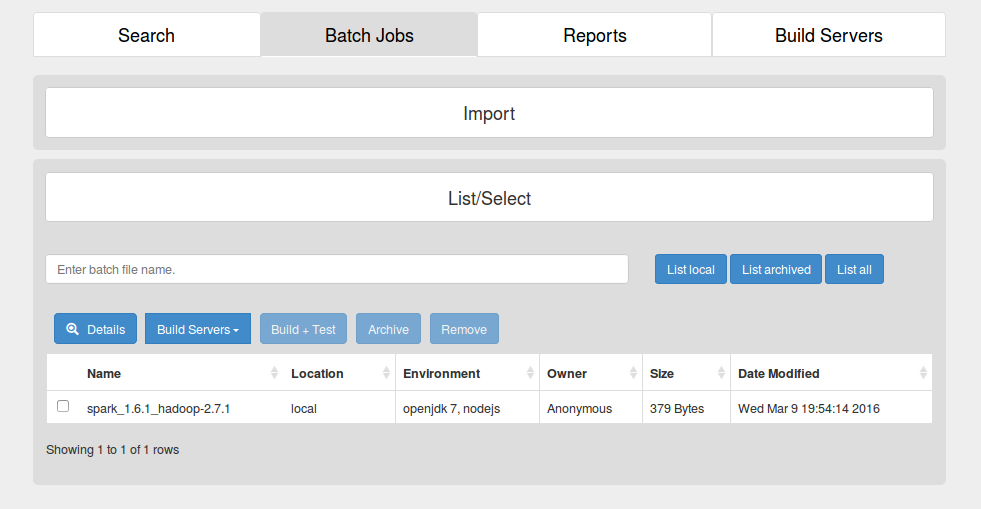 Search Batch Jobs Reports Build Servers
Import
List/Select
Enter batch file name. List local List archived List all
Details Build Servers Build + Test Archive Remove
Name Location Environment Owner Size Date Modified
spark_1.6.1_hadoop-2.7.1 local openjdk 7, nodejs Anonymous 379 Bytes Wed Mar 9 19:54:14 2016
Showing 1 to 1 of 1 rows